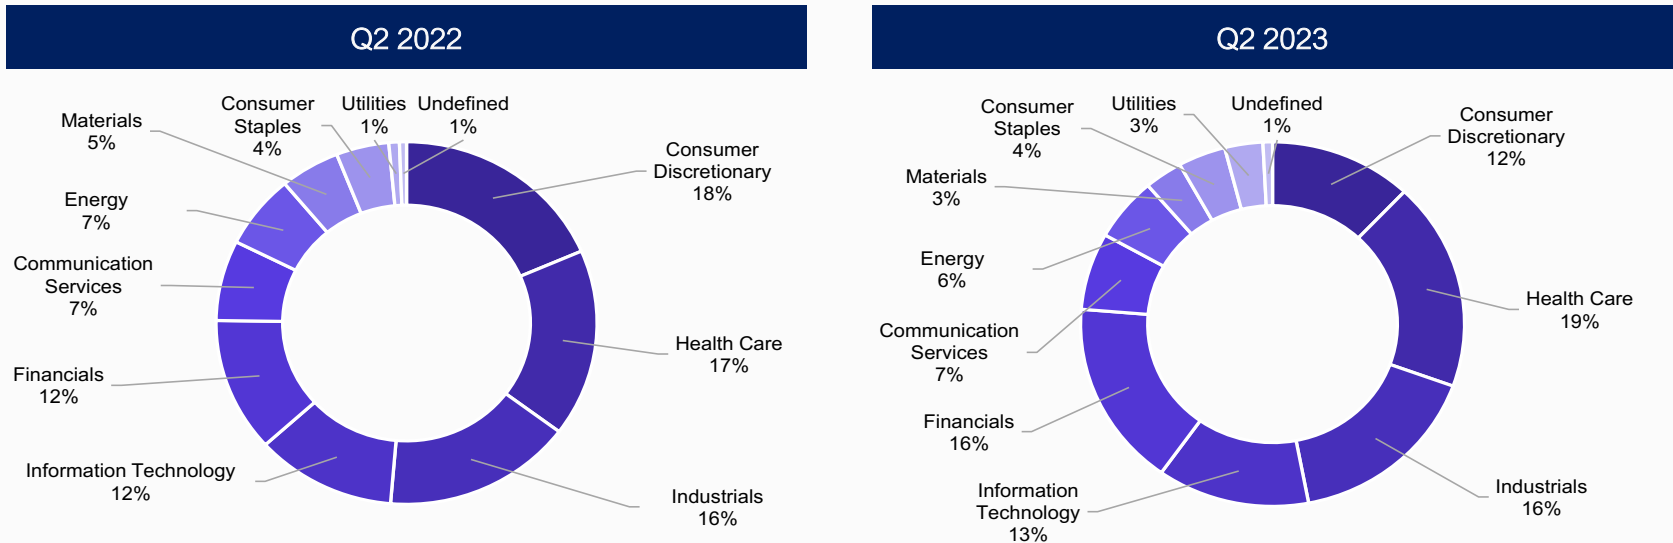 Q2 2022
Consumer
Discretionary
18%
Health Care
17%
Industrials
16%
Information Technology
12%
Financials
12%
Communication
Services
7%
Energy
7%
Materials
5%
Consumer
Staples
4%
Utilities
1%
Undefined
1%
Q2 2023
Consumer
Discretionary
12%
Health Care
19%
Industrials
16%
Information
Technology
13%
Financials
16%
Communication
Services
7%
Energy
6%
Materials
3%
Consumer
Staples
4%
Utilities
3%
Undefined
1%